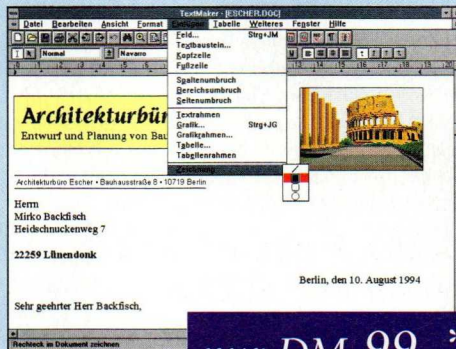 TextMaker - [ESCHER.DOC]
Datei Bearbeiten Ansicht Format Einfügen Tabelle Weiteres Fenster Hilfe
Normal Navarro
Feld... Strg+JM
Textbaustein...
Kopfzeile
Fußzeile
Spaltenumbruch
Bereichsumbruch
Seitenumbruch
Textrahmen
Grafik... Strg+JG
Grafikrahmen...
Tabelle...
Tabellenrahmen
Zeichnung
Architekturbür
Entwurf und Planung von Bau
Architekturbüro Escher • Bauhausstraße 8 • 10719 Berlin
Herrn
Mirko Backfisch
Heidschnuckenweg 7
22259 Lünendonk
Berlin, den 10. August 1994
Sehr geehrter Herr Backfisch,
Rechteck im Dokument zeichnen
DM 99 *